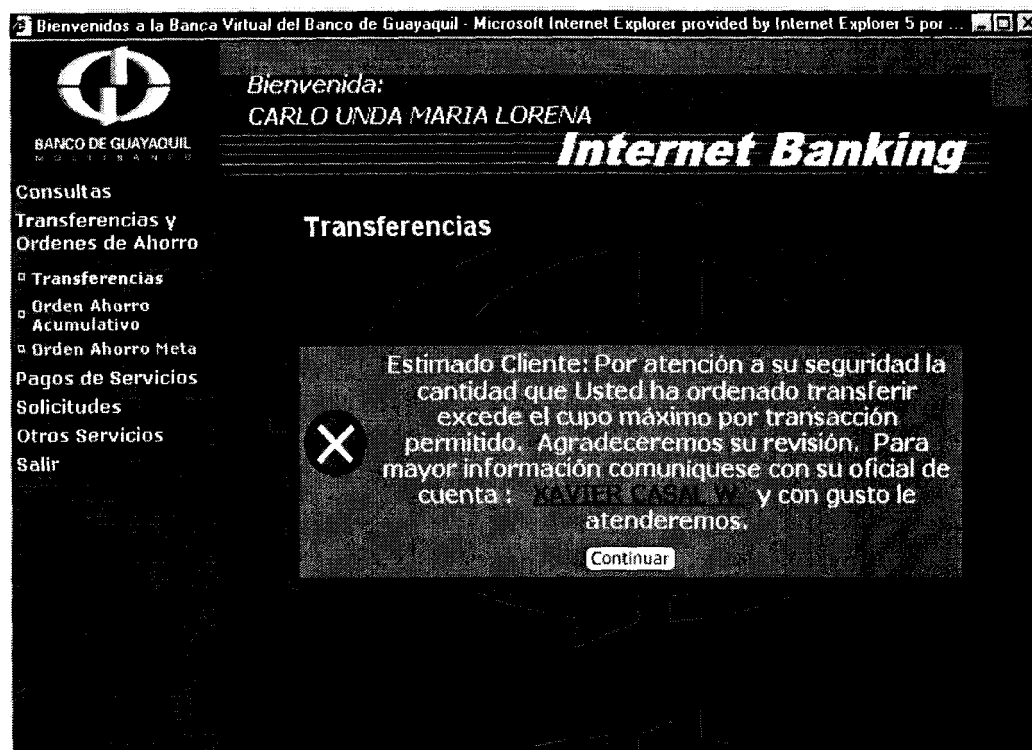 Bienvenidos a la Banca Virtual del Banco de Guayaquil - Microsoft Internet Explorer provided by Internet Explorer 5 por ...
BANCO DE GUAYAQUIL
MULTIBANCO
Bienvenida:
CARLO UNDA MARIA LORENA
Internet Banking
Consultas
Transferencias y
Ordenes de Ahorro
Transferencias
Orden Ahorro
Acumulativo
Orden Ahorro Meta
Pagos de Servicios
Solicitudes
Otros Servicios
Salir
Transferencias
Estimado Cliente: Por atención a su seguridad la
cantidad que Usted ha ordenado transferir
excede el cupo máximo por transacción
permitido. Agradeceremos su revisión. Para
mayor información comuniquese con su oficial de
cuenta : XAVIER CASAL W. y con gusto le
atenderemos.
Continuar